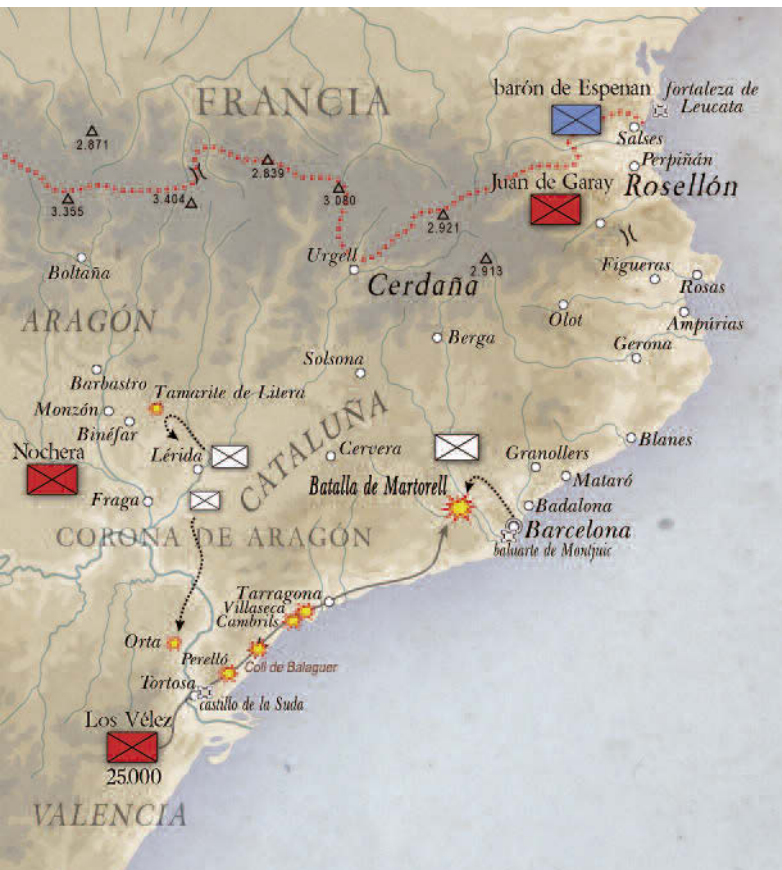 barón de Espenan
fortaleza de
Leucata
FRANCIA
Salses
2.871
2.839
Perpiñán
Juan de Garay
Rosellón
3.355
3.404
3.080
2.921
Urgell
2.913
Figueras
Boltaña
Cerdaña
Rosas
ARAGÓN
Olot
Ampúrias
Berga
Gerona
Solsona
Barbastro
Tamarite de Litera
Monzón
Binéfar
CATALUÑA
Blanes
Nochera
Lérida
Cervera
Granollers
Mataró
Batalla de Martorell
Fraga
Badalona
CORONA DE ARAGÓN
Barcelona
baluarte de Montjuic
Tarragona
Villaseca
Cambrils
Orta
Perelló
Coll de Balaguer
Tortosa
castillo de la Suda
Los Vélez
25.000
VALENCIA